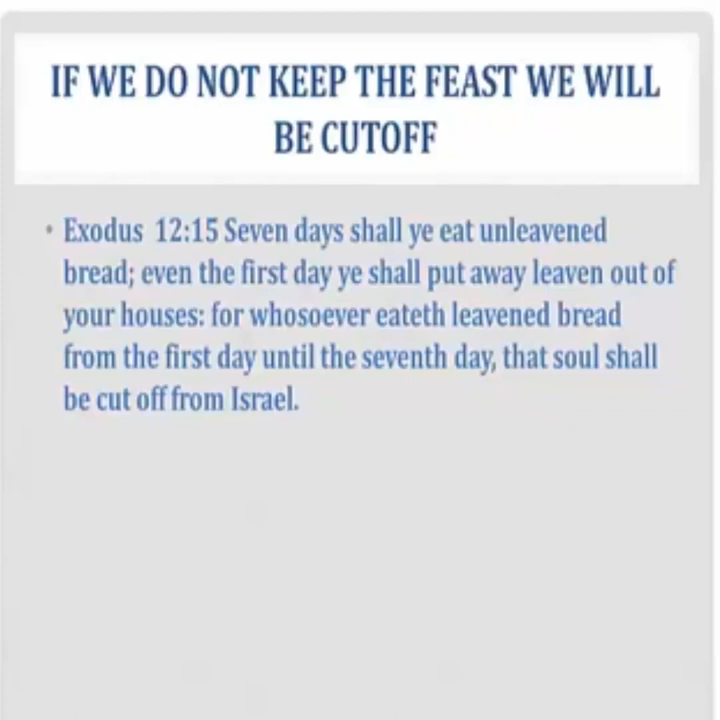 IF WE DO NOT KEEP THE FEAST WE WILL
BE CUTOFF
• Exodus 12:15 Seven days shall ye eat unleavened
bread; even the first day ye shall put away leaven out of
your houses: for whosoever eateth leavened bread
from the first day until the seventh day, that soul shall
be cut off from Israel.